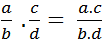 a/b . c/d = a.c/b.d